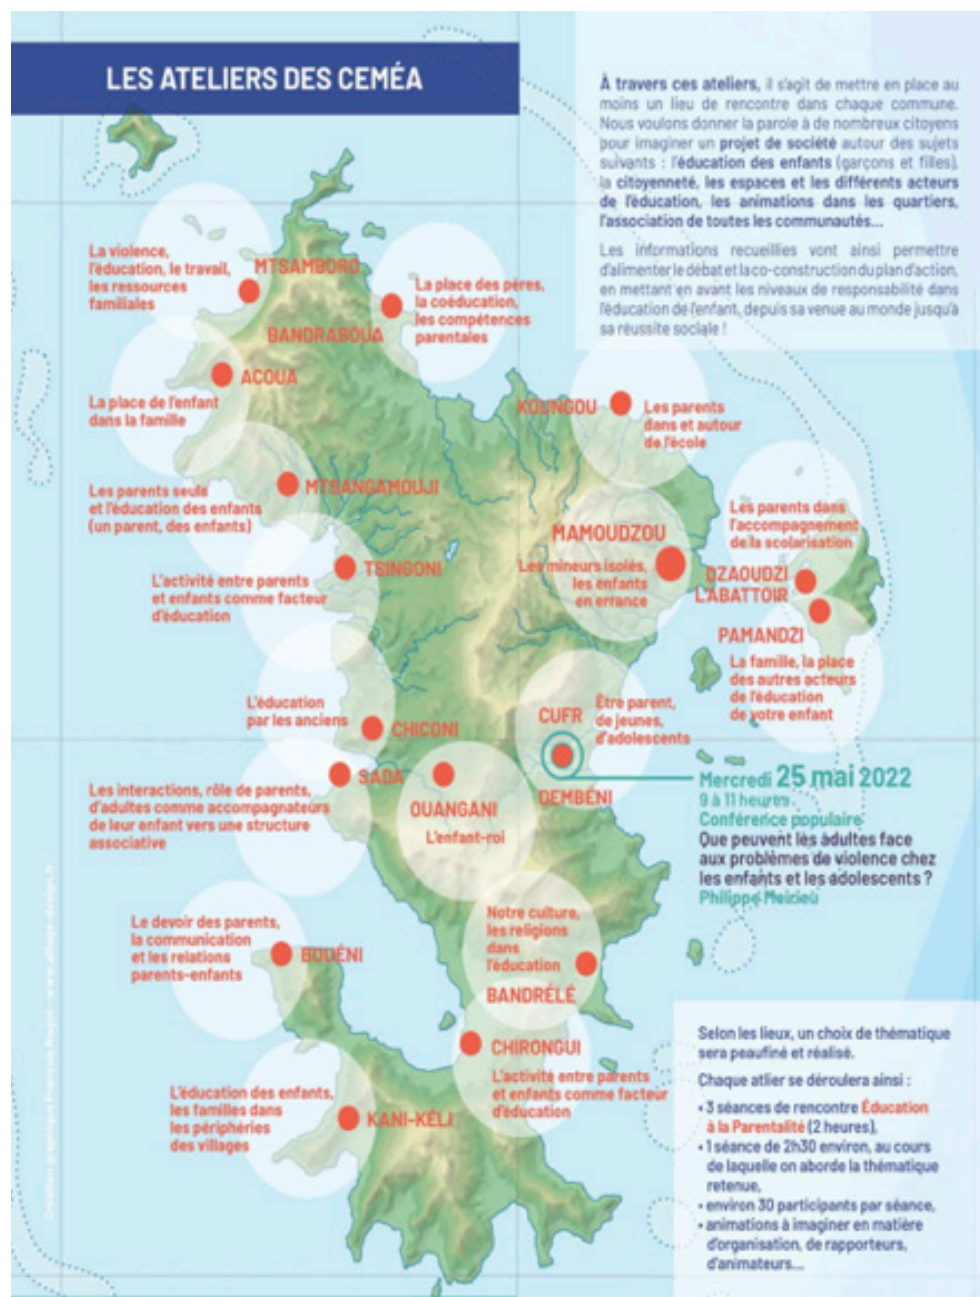 LES ATELIERS DES CEMÉA
À travers ces ateliers, il s'agit de mettre en place au
moins un lieu de rencontre dans chaque commune.
Nous voulons donner la parole à de nombreux citoyens
pour imaginer un projet de société autour des sujets
suivants : l'éducation des enfants (garçons et filles),
la citoyenneté, les espaces et les différents acteurs
de l'éducation, les animations dans les quartiers,
l'association de toutes les communautés...
Les informations recueillies vont ainsi permettre
d'alimenter le débat et la co-construction du plan d'action,
en mettant en avant les niveaux de responsabilité dans
l'éducation de l'enfant, depuis sa venue au monde jusqu'à
sa réussite sociale !
La violence,
l'éducation, le travail,
les ressources
familiales
MTSAMBORO
La place des pères,
la coéducation,
les compétences
parentales
BANDRABOUA
ACOUA
La place de l'enfant
dans la famille
KOUNGOU
Les parents
dans et autour
de l'école
Les parents seuls
et l'éducation des enfants
(un parent, des enfants)
MTSANGAMOUJI
MAMOUDZOU
Les mineurs isolés,
les enfants
en errance
Les parents dans
l'accompagnement
de la scolarisation
DZAOUDZI
L'ABATTOIR
TSINGONI
L'activité entre parents
et enfants comme facteur
d'éducation
PAMANDZI
La famille, la place
des autres acteurs
de l'éducation
de votre enfant
L'éducation
par les anciens
CHICONI
CUFR
Être parent,
de jeunes,
d'adolescents
DEMBÉNI
SADA
Les interactions, rôle de parents,
d'adultes comme accompagnateurs
de leur enfant vers une structure
associative
OUANGANI
L'enfant-roi
Mercredi 25 mai 2022
9 à 11 heures
Conférence populaire
Que peuvent les adultes face
aux problèmes de violence chez
les enfants et les adolescents ?
Philippe Meirieu
Le devoir des parents,
la communication
et les relations
parents-enfants
BOUÉNI
Notre culture,
les religions
dans
l'éducation
BANDRÉLÉ
CHIRONGUI
L'activité entre parents
et enfants comme facteur
d'éducation
L'éducation des enfants,
les familles dans
les périphéries
des villages
KANI-KÉLI
Selon les lieux, un choix de thématique
sera peaufiné et réalisé.
Chaque atlier se déroulera ainsi :
• 3 séances de rencontre Éducation
à la Parentalité (2 heures),
• 1 séance de 2h30 environ, au cours
de laquelle on aborde la thématique
retenue,
• environ 30 participants par séance,
• animations à imaginer en matière
d'organisation, de rapporteurs,
d'animateurs...